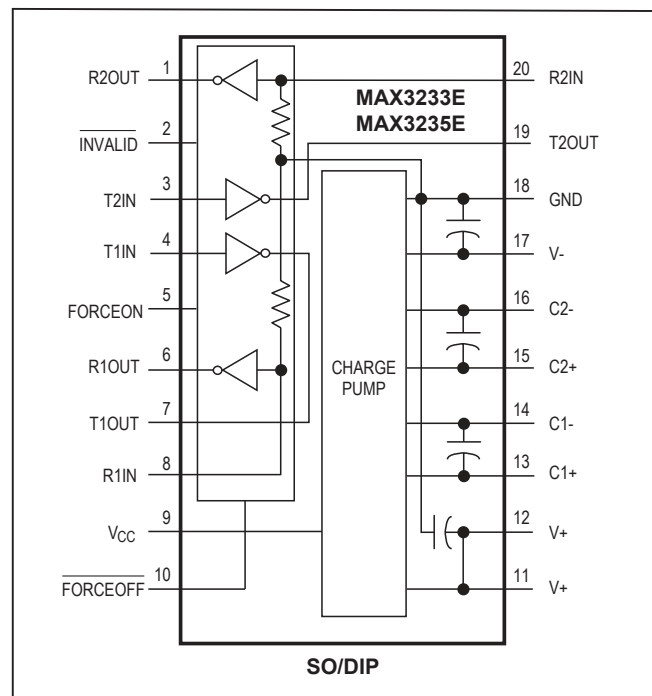 MAX3233E
MAX3235E
R2OUT 1
INVALID 2
T2IN 3
T1IN 4
FORCEON 5
R1OUT 6
T1OUT 7
R1IN 8
VCC 9
FORCEOFF 10
CHARGE
PUMP
20 R2IN
19 T2OUT
18 GND
17 V-
16 C2-
15 C2+
14 C1-
13 C1+
12 V+
11 V+
SO/DIP